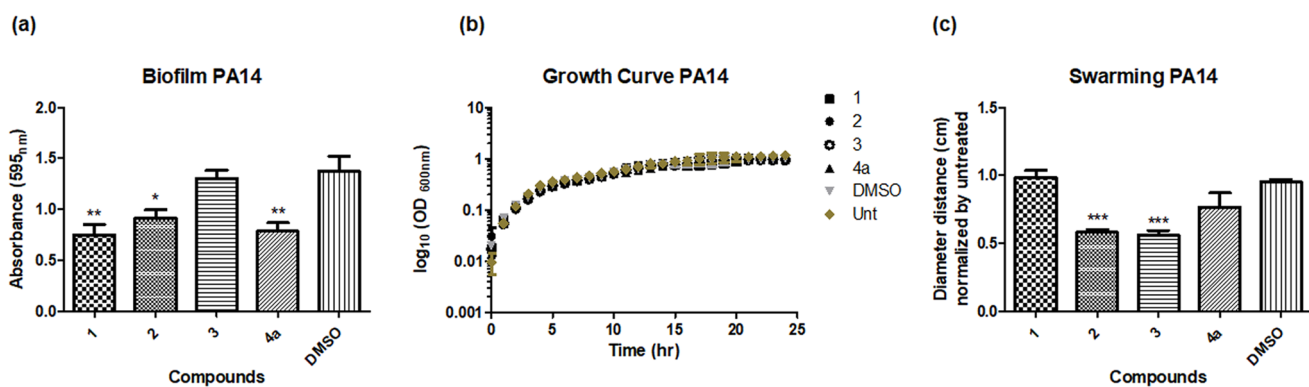 (a)
Biofilm PA14
Absorbance (595nm)
2.0
1.5
1.0
0.5
0.0
**
*
**
1
2
3
4a
DMSO
Compounds
(b)
Growth Curve PA14
log10 (OD 600nm)
10
1
0.1
0.01
0.001
0
5
10
15
20
25
Time (hr)
1
2
3
4a
DMSO
Unt
(c)
Swarming PA14
Diameter distance (cm)
normalized by untreated
1.5
1.0
0.5
0.0
***
***
1
2
3
4a
DMSO
Compounds